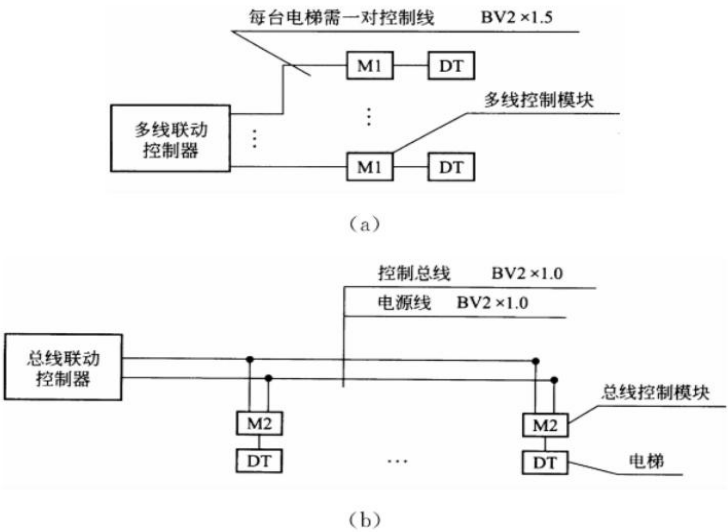 每台电梯需一对控制线 BV2×1.5
M1 DT
多线控制模块
多线联动
控制器
⋮
⋮
M1 DT
（a）
控制总线 BV2×1.0
电源线 BV2×1.0
总线联动
控制器
总线控制模块
M2 M2
DT … DT 电梯
（b）